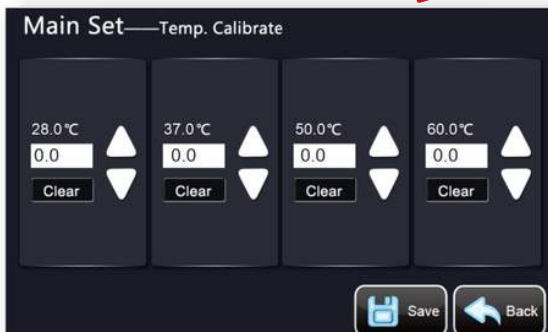 Main Set——Temp. Calibrate
28.0℃ 37.0℃ 50.0℃ 60.0℃
0.0 0.0 0.0 0.0
Clear Clear Clear Clear
Save Back